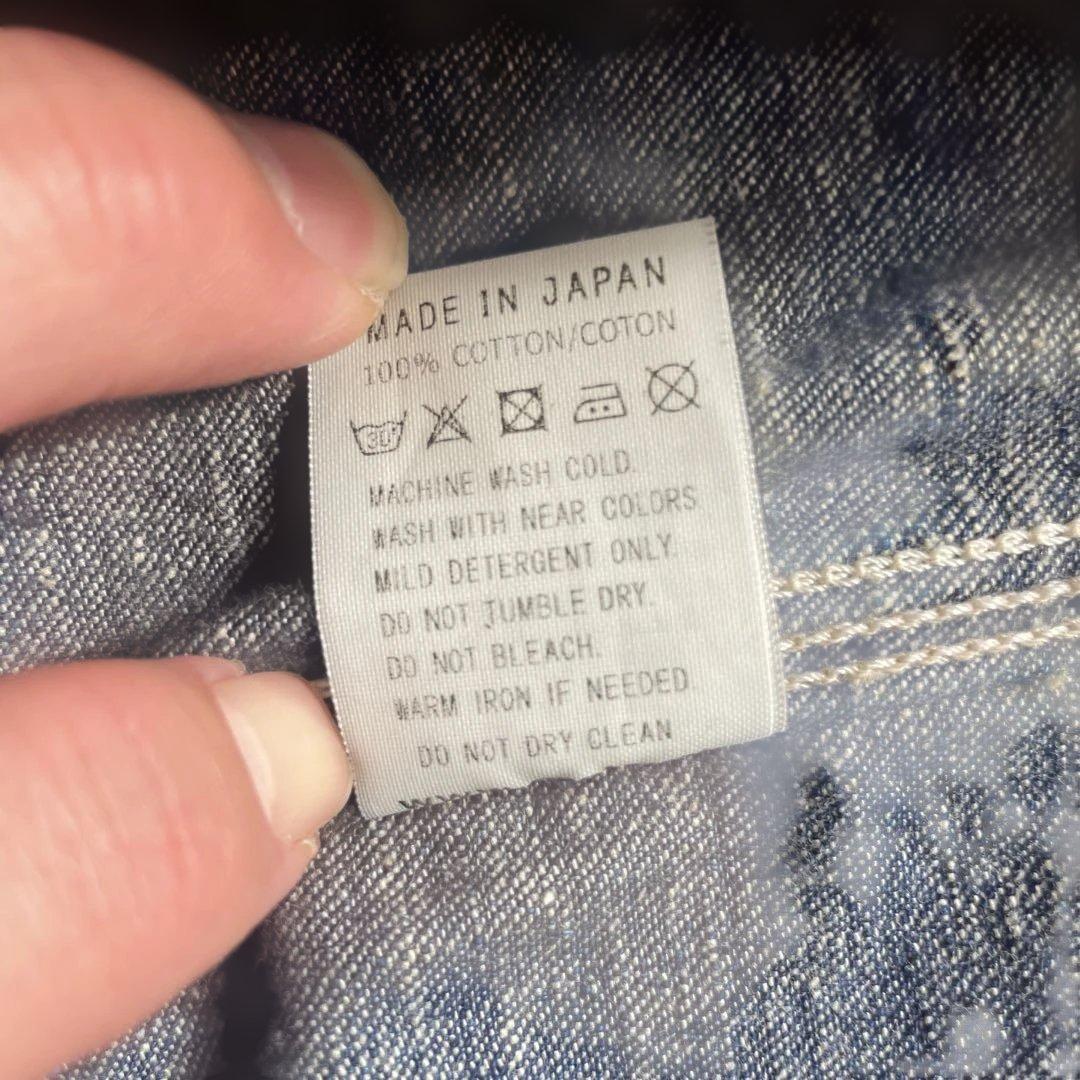 MADE IN JAPAN
100% COTTON/COTON
30
MACHINE WASH COLD.
WASH WITH NEAR COLORS
MILD DETERGENT ONLY.
DO NOT TUMBLE DRY.
DO NOT BLEACH.
WARM IRON IF NEEDED
DO NOT DRY CLEAN